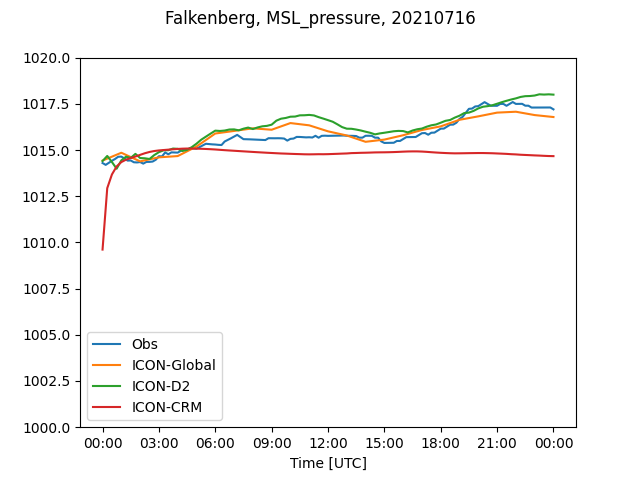 Falkenberg, MSL_pressure, 20210716
1020.0
1017.5
1015.0
1012.5
1010.0
1007.5
1005.0
1002.5
1000.0
Obs
ICON-Global
ICON-D2
ICON-CRM
00:00 03:00 06:00 09:00 12:00 15:00 18:00 21:00 00:00
Time [UTC]